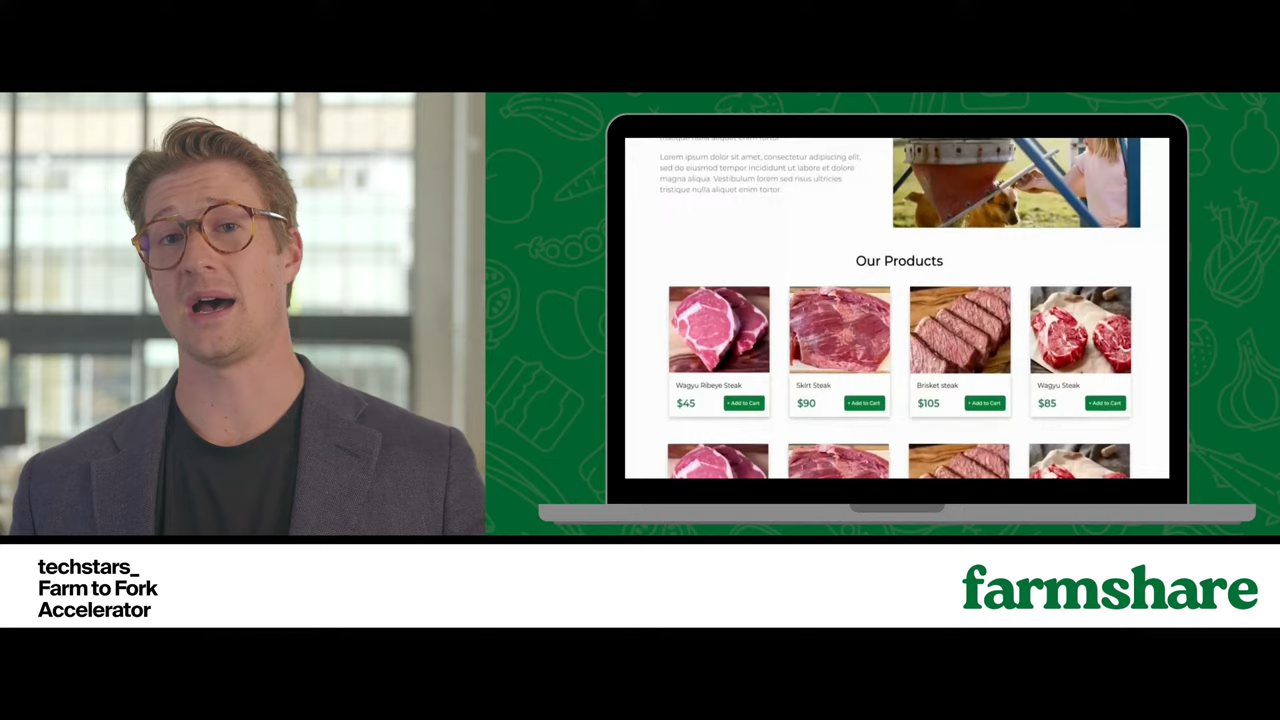 Lorem ipsum dolor sit amet, consectetur adipiscing elit,
sed do eiusmod tempor incididunt ut labore et dolore
magna aliqua. Vestibulum lorem sed risus ultricies
tristique nulla aliquet enim tortor.
Our Products
Wagyu Ribeye Steak
$45
+ Add to Cart
Skirt Steak
$90
+ Add to Cart
Brisket steak
$105
+ Add to Cart
Wagyu Steak
$85
+ Add to Cart
techstars_
Farm to Fork
Accelerator
farmshare